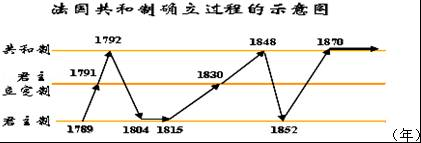 法国共和制确立过程的示意图
共和制 1792 1848 1870
君主立宪制 1791 1830
君主制 1789 1804 1815 1852 (年)